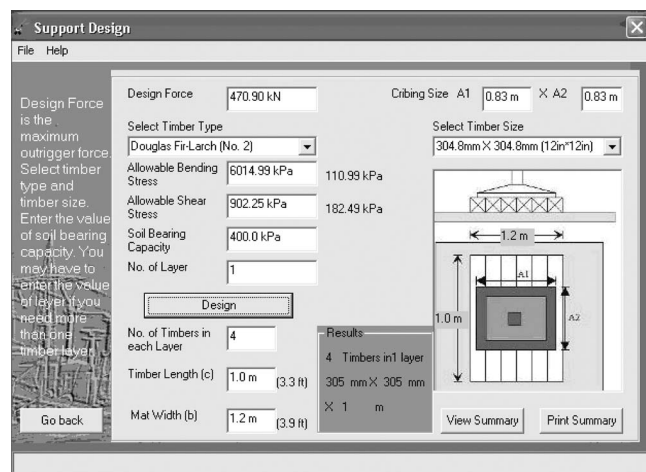 Support Design
File Help
Design Force
is the
maximum
outrigger force.
Select timber
type and
timber size.
Enter the value
of soil bearing
capacity. You
may have to
enter the value
of layer if you
need more
than one
timber layer.
Go back
Design Force 470.90 kN
Cribing Size A1 0.83 m X A2 0.83 m
Select Timber Type
Douglas Fir-Larch (No. 2)
Select Timber Size
304.8mm X 304.8mm (12in*12in)
Allowable Bending
Stress
6014.99 kPa 110.99 kPa
Allowable Shear
Stress
902.25 kPa 182.49 kPa
Soil Bearing
Capacity
400.0 kPa
No. of Layer 1
Design
No. of Timbers in
each Layer
4
Timber Length (c) 1.0 m (3.3 ft)
Mat Width (b) 1.2 m (3.9 ft)
Results
4 Timbers in1 layer
305 mm X 305 mm
X 1 m
1.2 m
A1
1.0 m
A2
View Summary Print Summary